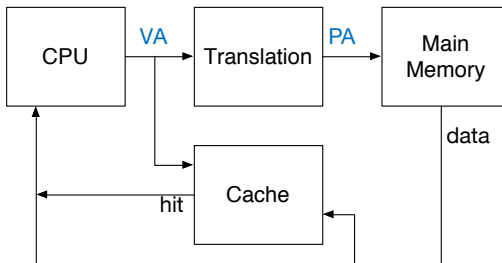 CPU
VA
Translation
PA
Main
Memory
data
hit
Cache